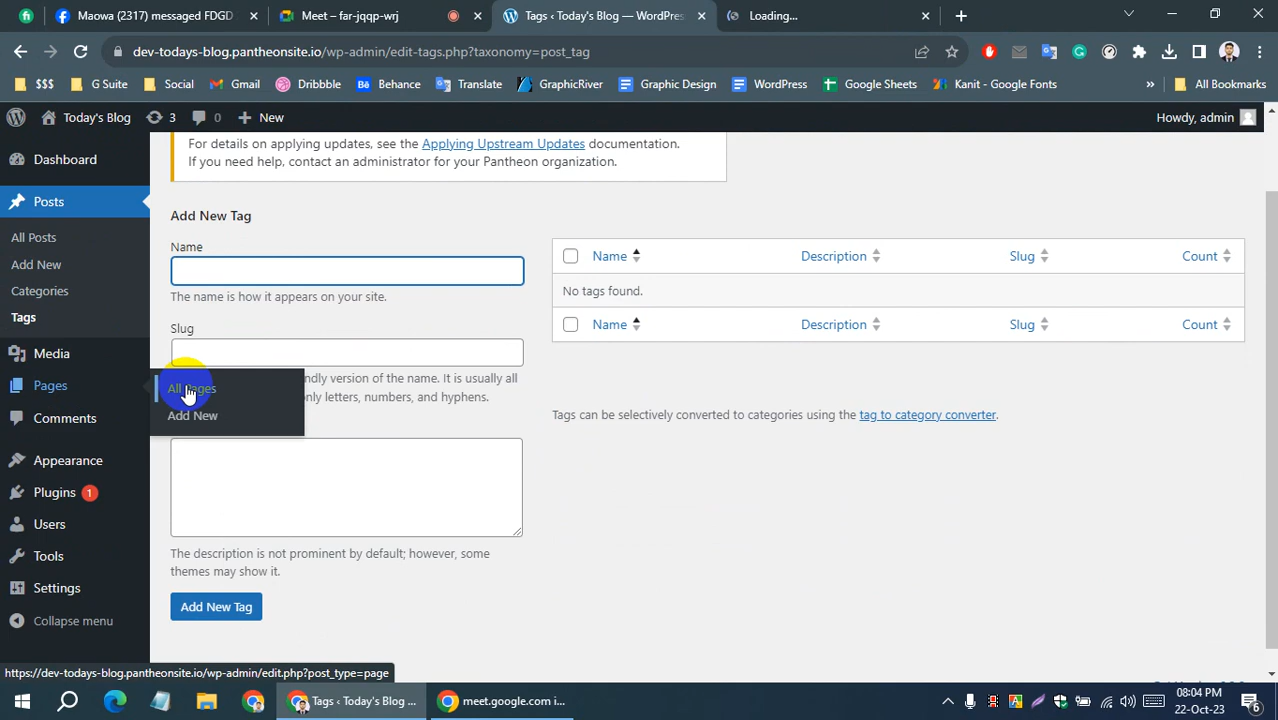 Maowa (237) messaged FDGD
Meet – far-jqqp-wrj
Tags ‹ Today's Blog — WordPres
Loading...
dev-todays-blog.pantheonsite.io/wp-admin/edit-tags.php?taxonomy=post_tag
$$$
G Suite
Social
Gmail
Dribbble
Behance
Translate
GraphicRiver
Graphic Design
WordPress
Google Sheets
Kanit - Google Fonts
»
All Bookmarks
Today's Blog
3
0
New
Howdy, admin
For details on applying updates, see the Applying Upstream Updates documentation.
If you need help, contact an administrator for your Pantheon organization.
Dashboard
Posts
All Posts
Add New
Categories
Tags
Media
Pages
Comments
Appearance
Plugins 1
Users
Tools
Settings
Collapse menu
All Pages
Add New
Add New Tag
Name
The name is how it appears on your site.
Slug
ndly version of the name. It is usually all
only letters, numbers, and hyphens.
The description is not prominent by default; however, some
themes may show it.
Add New Tag
Name Description Slug Count
No tags found.
Name Description Slug Count
Tags can be selectively converted to categories using the tag to category converter.
https://dev-todays-blog.pantheonsite.io/wp-admin/edit.php?post_type=page
Tags ‹ Today's Blog ...
meet.google.com i...
08:04 PM
22-Oct-23
6